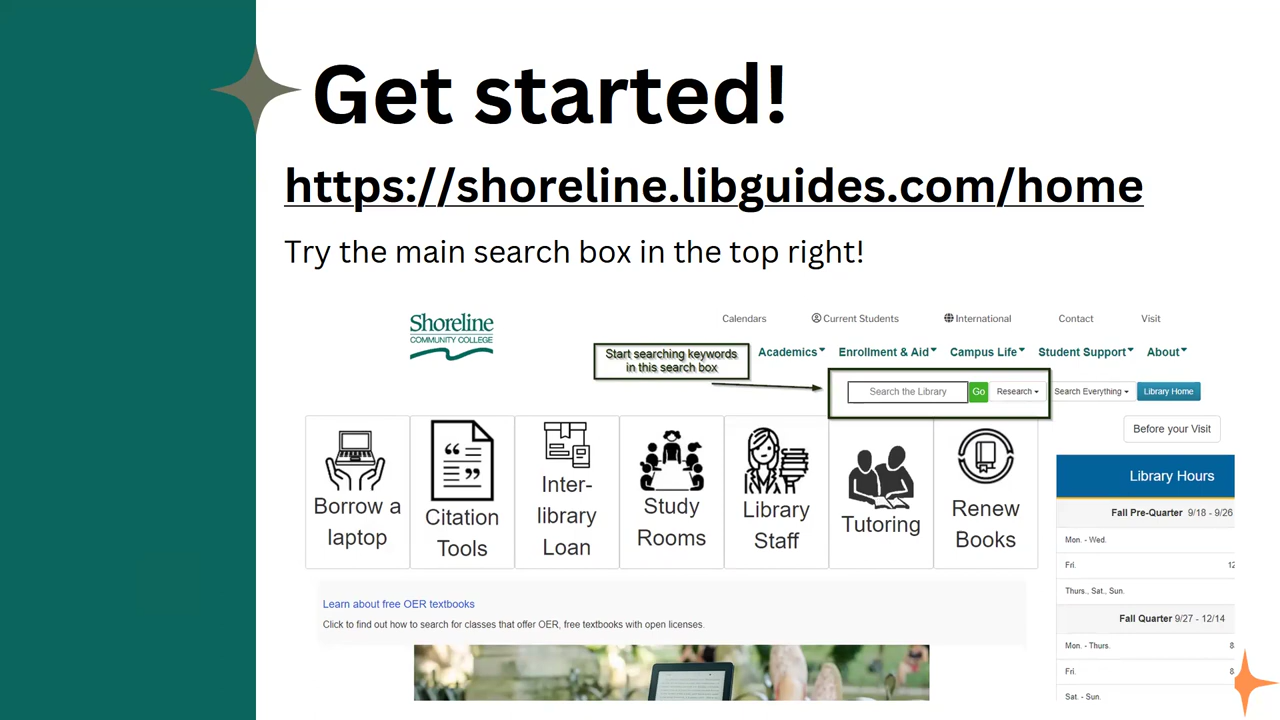 Get started!
https://shoreline.libguides.com/home
Try the main search box in the top right!
Shoreline
COMMUNITY COLLEGE
Calendars
Current Students
International
Contact
Visit
Start searching keywords
in this search box
Academics
Enrollment & Aid
Campus Life
Student Support
About
Search the Library
Go
Research
Search Everything
Library Home
Before your Visit
Borrow a
laptop
Citation
Tools
Inter-
library
Loan
Study
Rooms
Library
Staff
Tutoring
Renew
Books
Library Hours
Fall Pre-Quarter 9/18 - 9/26
Mon. - Wed.
Fri. 12
Thurs., Sat., Sun.
Fall Quarter 9/27 - 12/14
Mon. - Thurs. 8
Fri. 8
Sat. - Sun.
Learn about free OER textbooks
Click to find out how to search for classes that offer OER, free textbooks with open licenses.